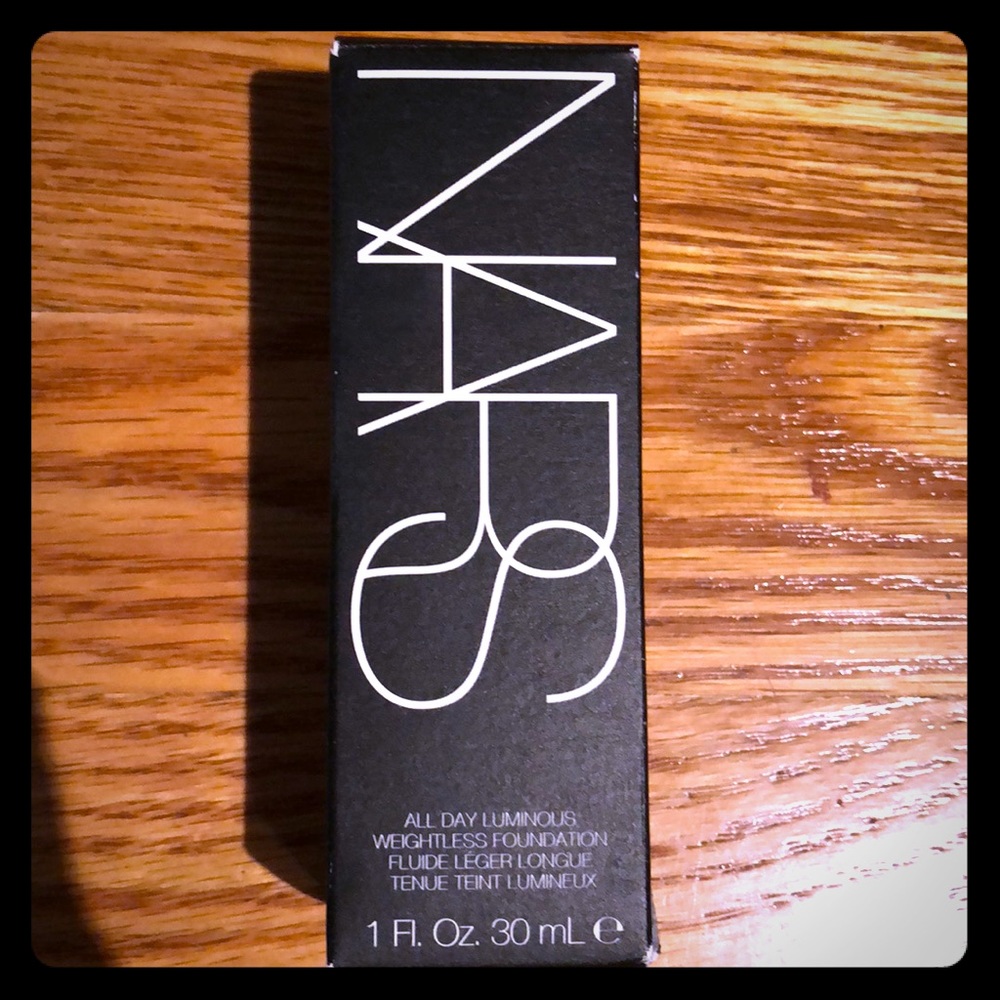 NARS
ALL DAY LUMINOUS
WEIGHTLESS FOUNDATION
FLUIDE LÉGER LONGUE
TENUE TEINT LUMINEUX
1 Fl. Oz. 30 mL ℮